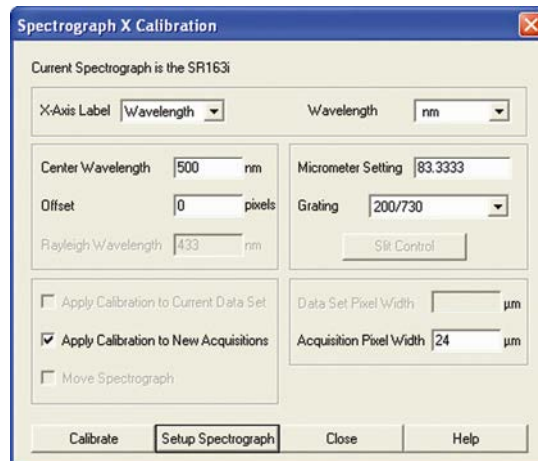 Spectrograph X Calibration
Current Spectrograph is the SR163i
X-Axis Label Wavelength Wavelength nm
Center Wavelength 500 nm Micrometer Setting 83.3333
Offset 0 pixels Grating 200/730
Rayleigh Wavelength 433 nm Slit Control
Apply Calibration to Current Data Set Data Set Pixel Width µm
Apply Calibration to New Acquisitions Acquisition Pixel Width 24 µm
Move Spectrograph
Calibrate Setup Spectrograph Close Help